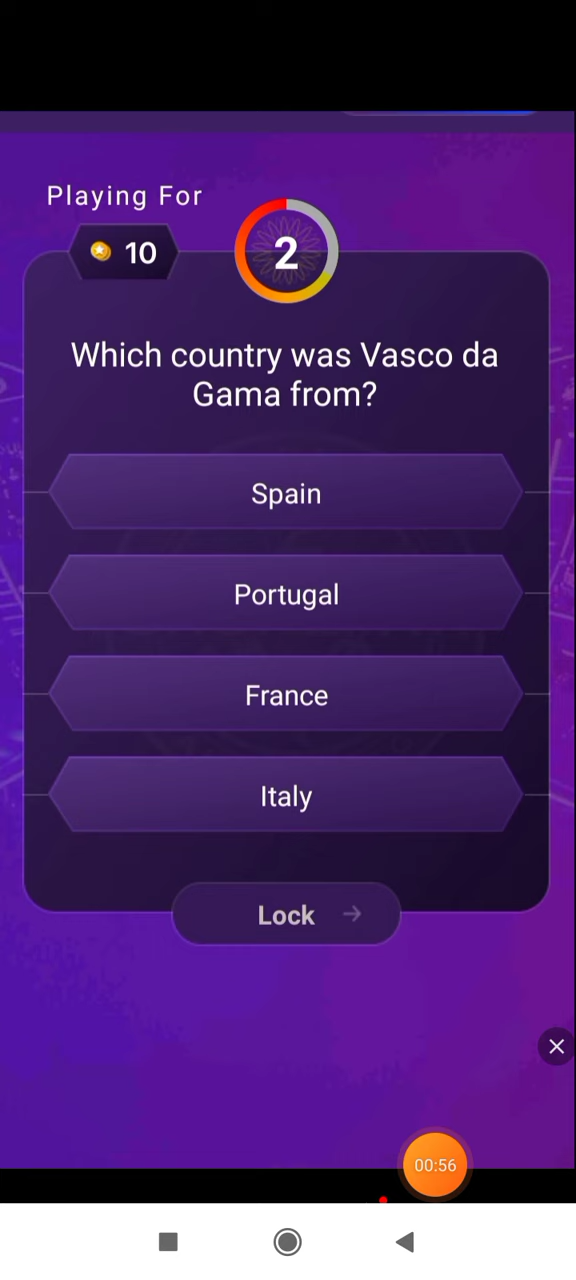 Playing For
10
2
Which country was Vasco da
Gama from?
Spain
Portugal
France
Italy
Lock
00:56